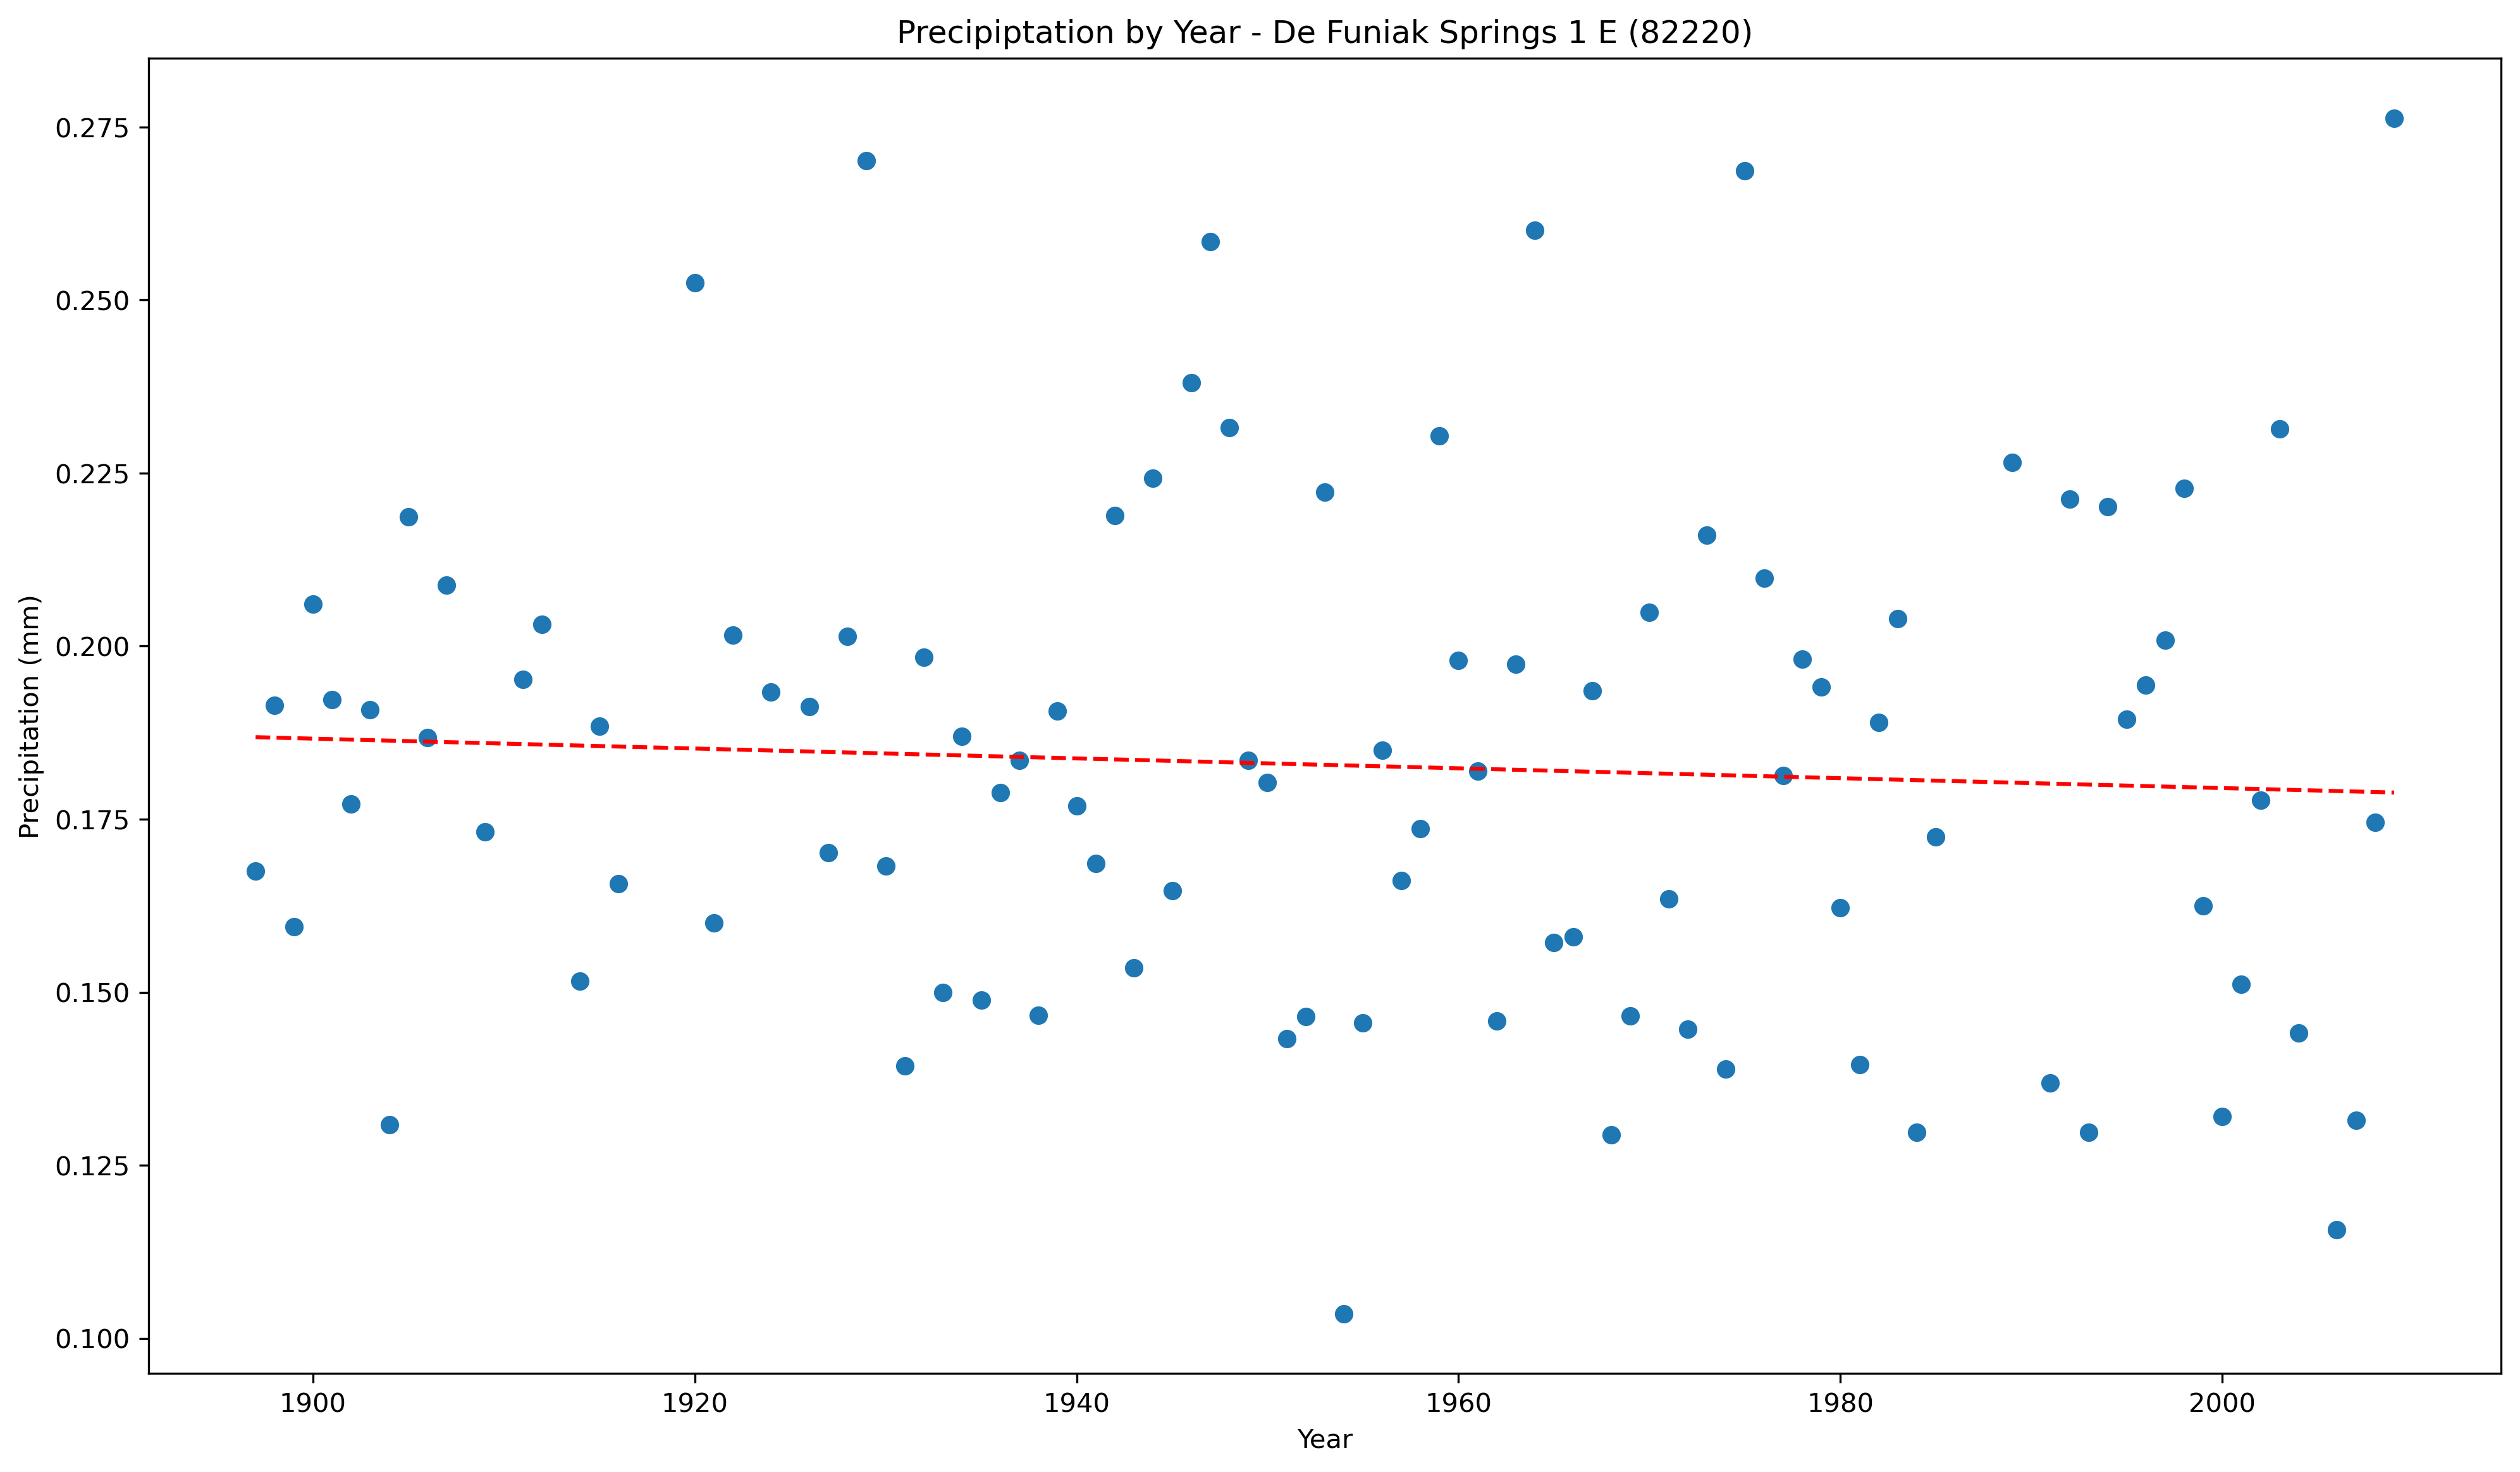 Precipiptation by Year - De Funiak Springs 1 E (82220)
0.275
0.250
0.225
0.200
0.175
0.150
0.125
0.100
Precipitation (mm)
1900 1920 1940 1960 1980 2000
Year